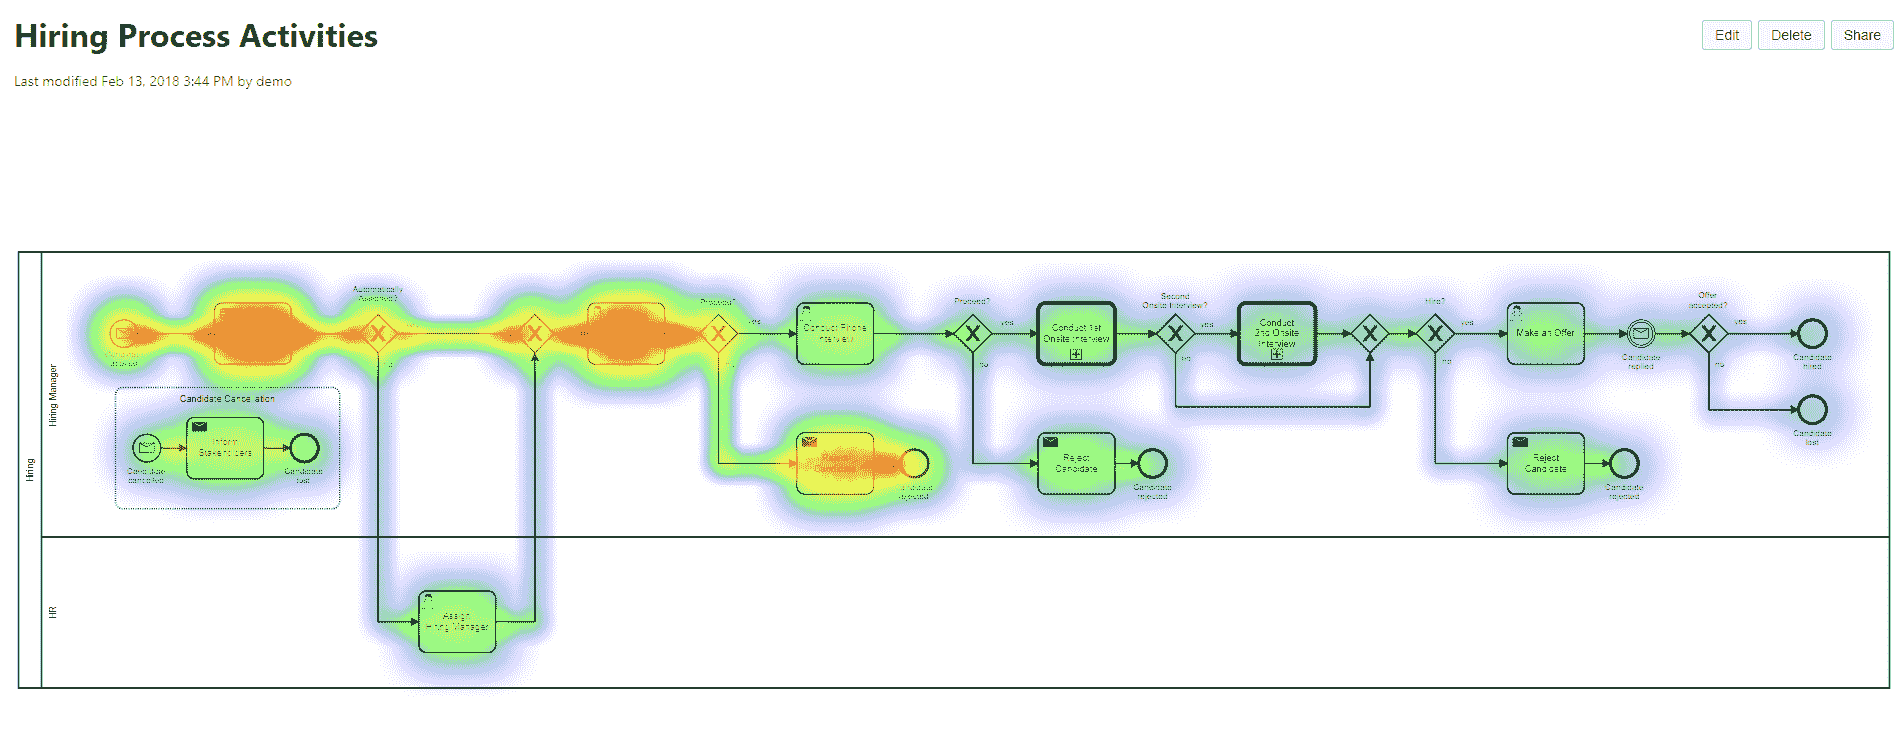 Hiring Process Activities
Edit
Delete
Share
Last modified Feb 13, 2018 3:44 PM by demo
Hiring
Hiring Manager
HR
Automatically
Assigned?
Proceed?
yes
Conduct Phone
Interview
Proceed?
yes
no
Conduct 1st
Onsite Interview
Second
Onsite Interview?
yes
no
Conduct
2nd Onsite
Interview
Hire?
yes
no
Make an Offer
Candidate
replied
Offer
accepted?
yes
no
Candidate
hired
Candidate
lost
Candidate Cancellation
Candidate
cancelled
Inform
Stakeholders
Candidate
lost
Candidate
rejected
Reject
Candidate
Candidate
rejected
Reject
Candidate
Candidate
rejected
Assign
Hiring Manager